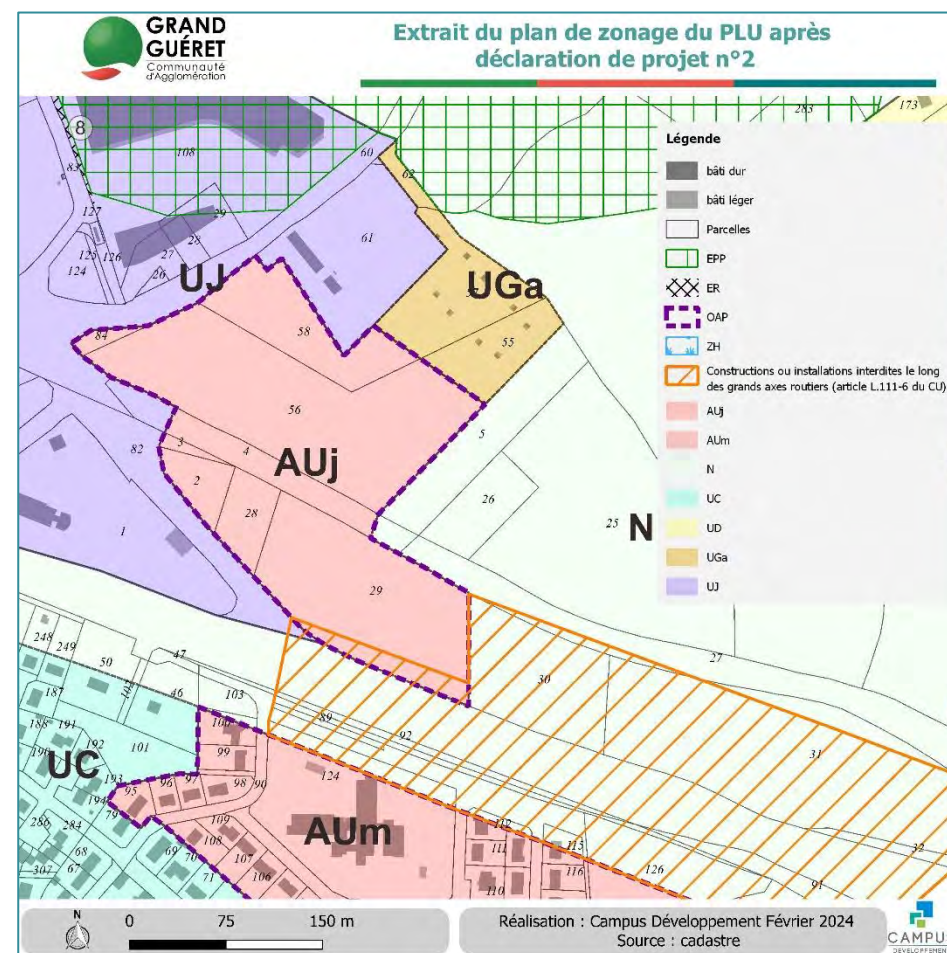 GRAND
GUÉRET
Communauté
d'Agglomération
Extrait du plan de zonage du PLU après
déclaration de projet n°2
8
108
83
60
62
283
173
Légende
bâti dur
bâti léger
Parcelles
EPP
ER
OAP
ZH
Constructions ou installations interdites le long
des grands axes routiers (article L.111-6 du CU)
AUj
AUm
N
UC
UD
UGa
UJ
127
29
28
27
26
125
126
124
61
UJ
UGa
55
58
84
56
5
3
4
AUj
82
2
28
26
25
N
1
29
248
249
50
47
27
30
187
46
103
89
92
31
188
191
192
101
100
99
UC
193
194
95
96
97
98
90
124
79
AUm
286
284
109
108
69
70
107
106
71
68
67
307
112
111
110
115
116
126
91
32
N
0
75
150 m
Réalisation : Campus Développement Février 2024
Source : cadastre
CAMPUS
DEVELOPPEMENT